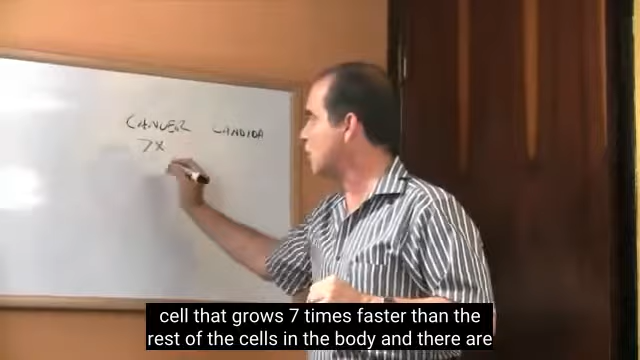 CANCER CANDIDA
7X
cell that grows 7 times faster than the
rest of the cells in the body and there are